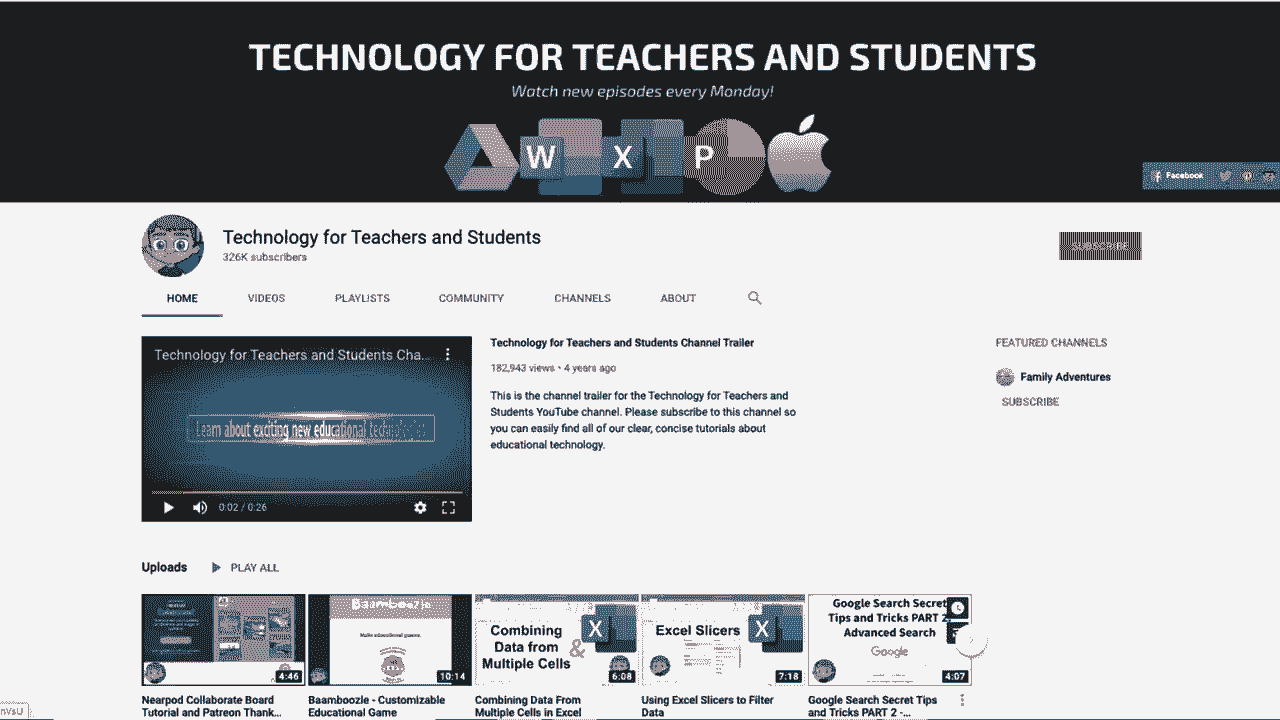 TECHNOLOGY FOR TEACHERS AND STUDENTS
Watch new episodes every Monday!
W X P
Facebook
Technology for Teachers and Students
326K subscribers
SUBSCRIBE
HOME VIDEOS PLAYLISTS COMMUNITY CHANNELS ABOUT
Technology for Teachers and Students Cha...
Learn about exciting new educational technologies
0:02 / 0:26
Technology for Teachers and Students Channel Trailer
182,943 views • 4 years ago
This is the channel trailer for the Technology for Teachers and
Students YouTube channel. Please subscribe to this channel so
you can easily find all of our clear, concise tutorials about
educational technology.
FEATURED CHANNELS
Family Adventures
SUBSCRIBE
Uploads PLAY ALL
4:46
Baamboozle
Make educational games.
10:14
Combining
Data from
Multiple Cells
&
X
6:08
Excel Slicers
X
7:18
Google Search Secret
Tips and Tricks PART 2
Advanced Search
Google
4:07
Nearpod Collaborate Board
Tutorial and Patreon Thank...
Baamboozle - Customizable
Educational Game
Combining Data From
Multiple Cells in Excel
Using Excel Slicers to Filter
Data
Google Search Secret Tips
and Tricks PART 2 -...